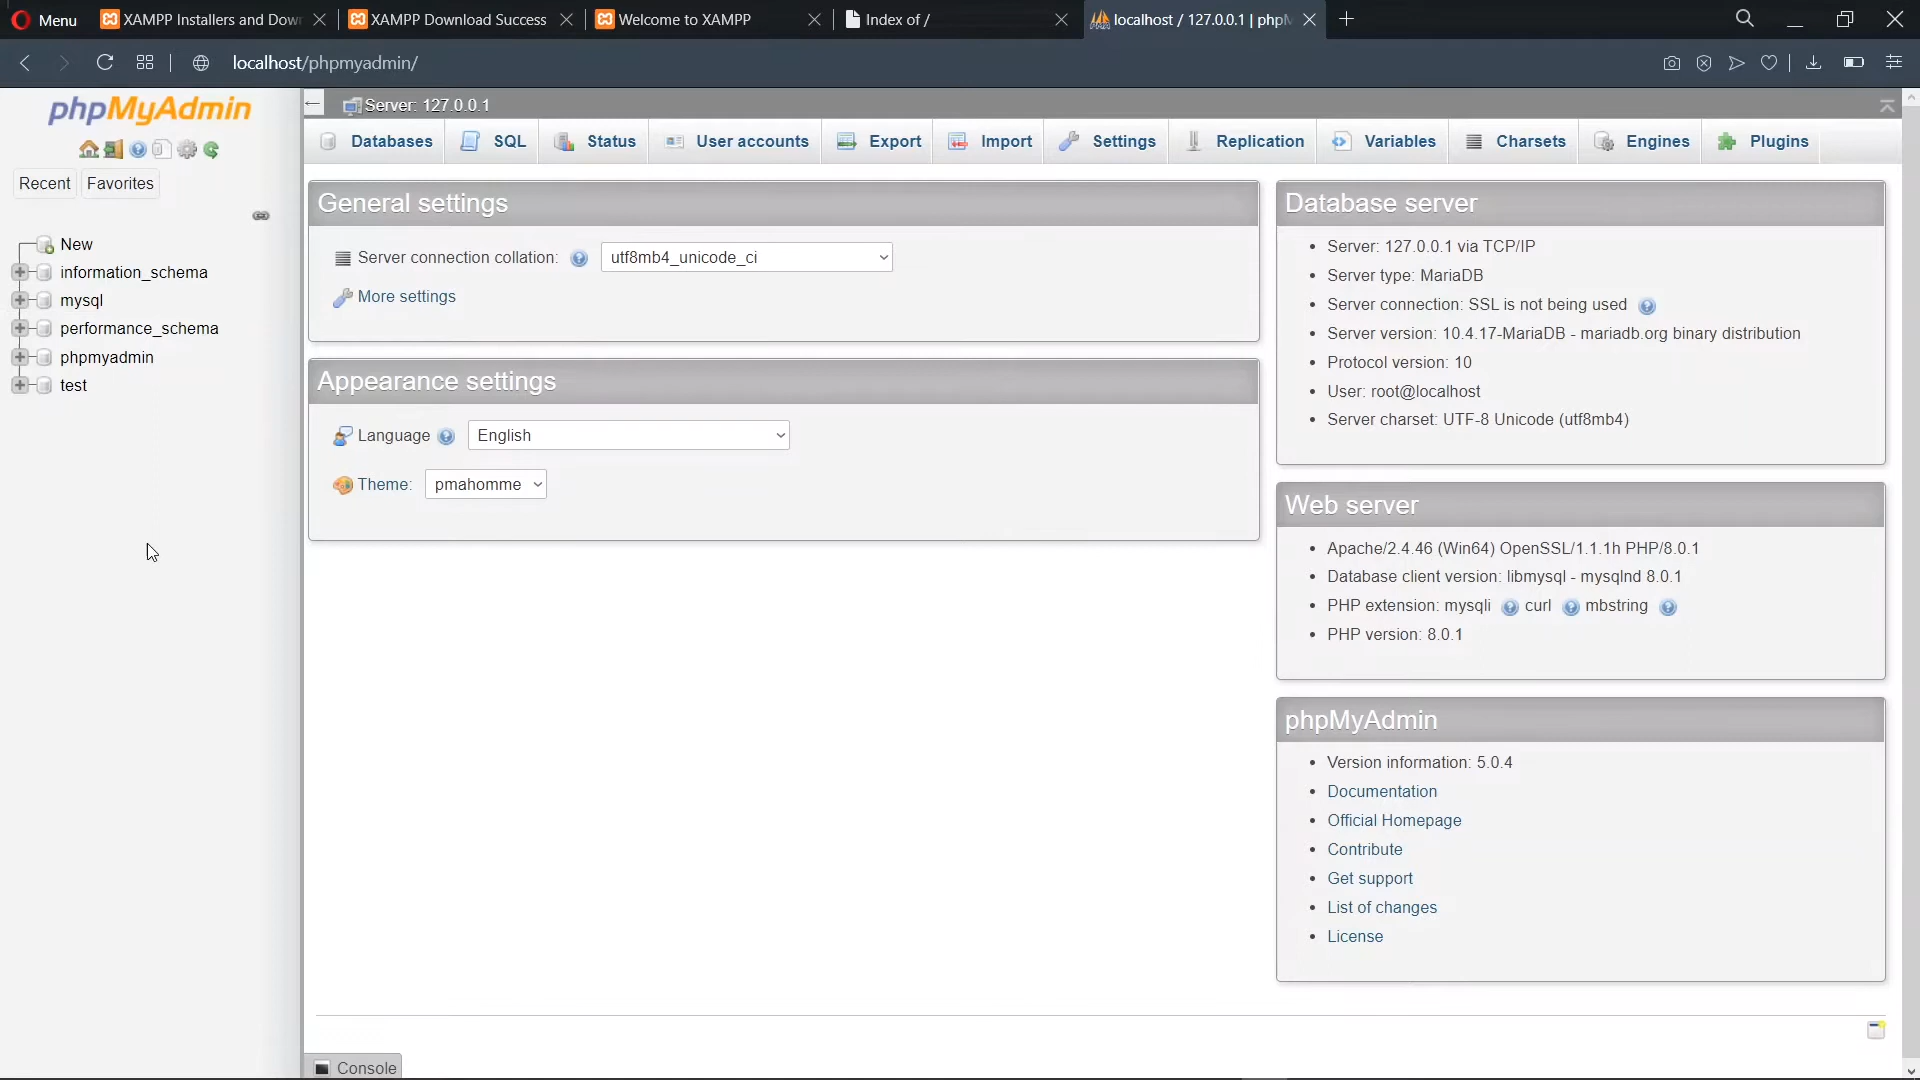 Menu
XAMPP Installers and Dow
XAMPP Download Success
Welcome to XAMPP
Index of /
localhost / 127.0.0.1 | php
localhost/phpmyadmin/
phpMyAdmin
Recent
Favorites
New
information_schema
mysql
performance_schema
phpmyadmin
test
Server: 127.0.0.1
Databases
SQL
Status
User accounts
Export
Import
Settings
Replication
Variables
Charsets
Engines
Plugins
General settings
Server connection collation:
utf8mb4_unicode_ci
More settings
Appearance settings
Language
English
Theme:
pmahomme
Database server
Server: 127.0.0.1 via TCP/IP
Server type: MariaDB
Server connection: SSL is not being used
Server version: 10.4.17-MariaDB - mariadb.org binary distribution
Protocol version: 10
User: root@localhost
Server charset: UTF-8 Unicode (utf8mb4)
Web server
Apache/2.4.46 (Win64) OpenSSL/1.1.1h PHP/8.0.1
Database client version: libmysql - mysqlnd 8.0.1
PHP extension: mysqli curl mbstring
PHP version: 8.0.1
phpMyAdmin
Version information: 5.0.4
Documentation
Official Homepage
Contribute
Get support
List of changes
License
Console